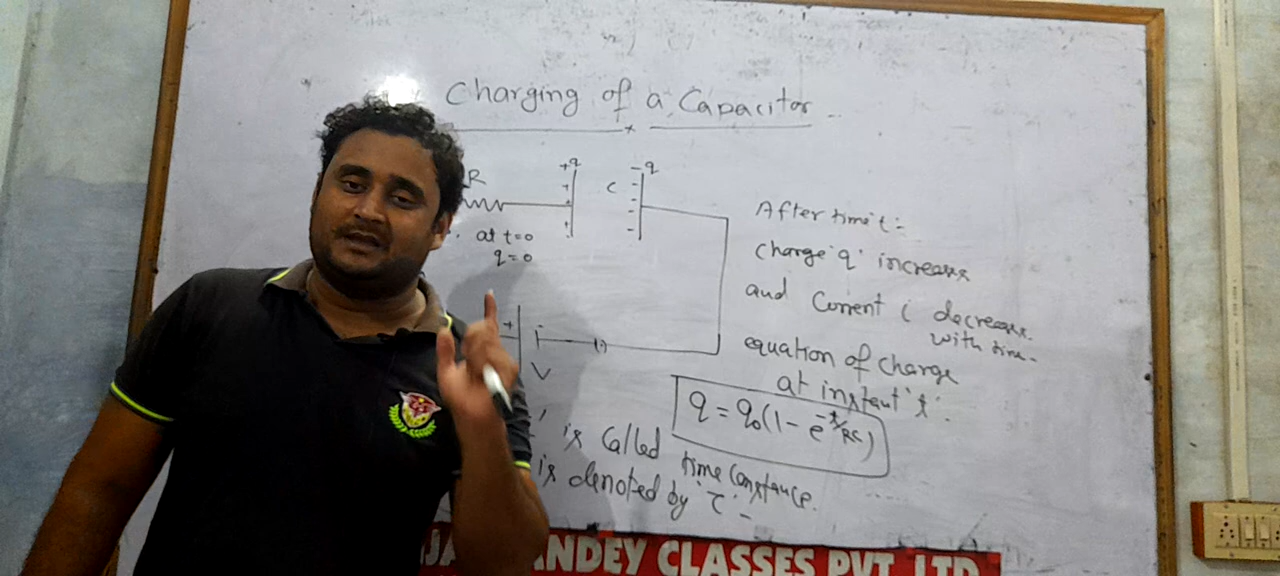 Charging of a Capacitor
R
+q
C
-q
at t=0
q=0
+
-
V
After time t:
Charge 'q' increases
and Current i decreases
with time.
equation of charge
at instant 't'.
q = q₀(1 - e^-t/RC)
is called time constance.
is denoted by 'τ' -
ANDEY CLASSES PVT. LTD